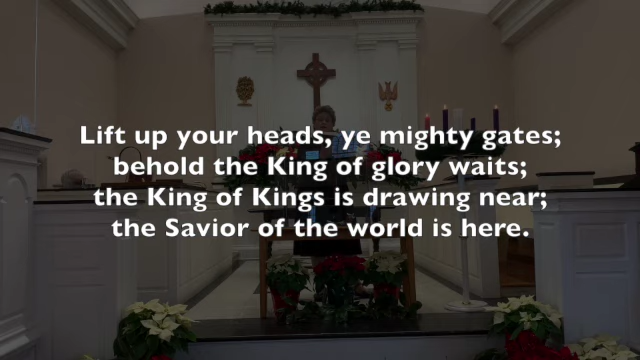 Lift up your heads, ye mighty gates;
behold the King of glory waits;
the King of Kings is drawing near;
the Savior of the world is here.